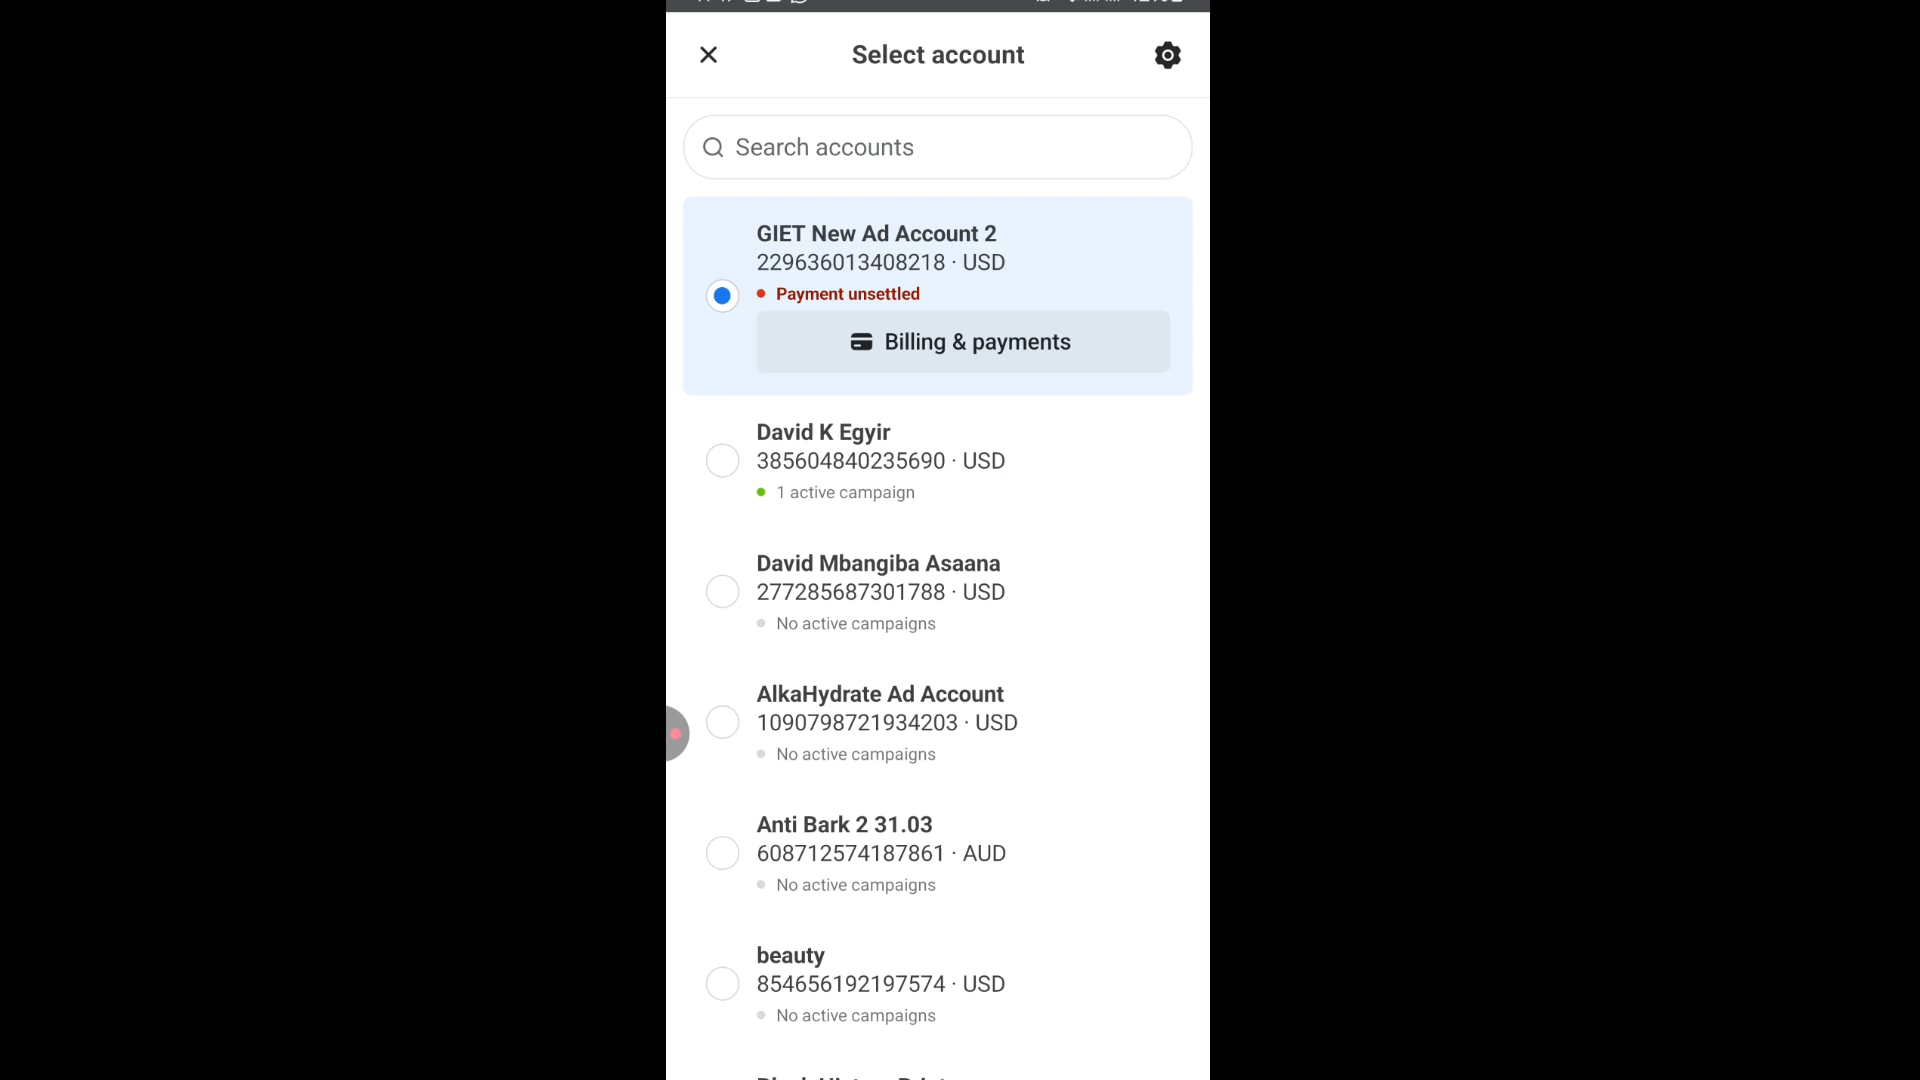 Select account
Search accounts
GIET New Ad Account 2
229636013408218 · USD
Payment unsettled
Billing & payments
David K Egyir
385604840235690 · USD
1 active campaign
David Mbangiba Asaana
277285687301788 · USD
No active campaigns
AlkaHydrate Ad Account
1090798721934203 · USD
No active campaigns
Anti Bark 2 31.03
608712574187861 · AUD
No active campaigns
beauty
854656192197574 · USD
No active campaigns